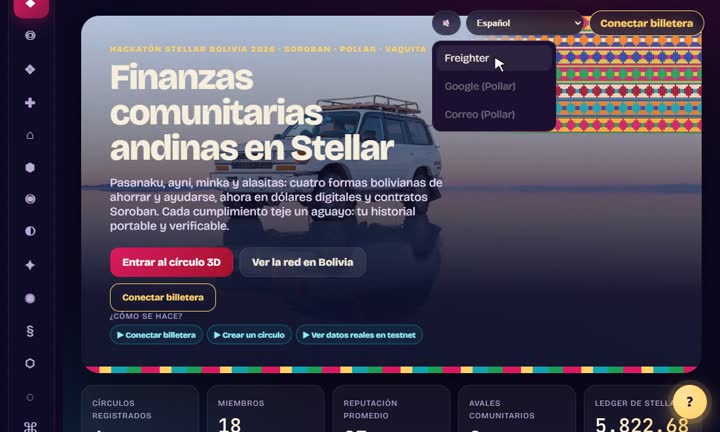 Español
Conectar billetera
Freighter
Google (Pollar)
Correo (Pollar)
HACKATÓN STELLAR BOLIVIA 2026 · SOROBAN · POLLAR · VAQUITA
Finanzas
comunitarias
andinas en Stellar
Pasanaku, ayni, minka y alasitas: cuatro formas bolivianas de
ahorrar y ayudarse, ahora en dólares digitales y contratos
Soroban. Cada cumplimiento teje un aguayo: tu historial
portable y verificable.
Entrar al círculo 3D
Ver la red en Bolivia
Conectar billetera
¿CÓMO SE HACE?
▶ Conectar billetera
▶ Crear un círculo
▶ Ver datos reales en testnet
CÍRCULOS
REGISTRADOS
MIEMBROS
18
REPUTACIÓN
PROMEDIO
AVALES
COMUNITARIOS
LEDGER DE STELLA
5.822.68
?